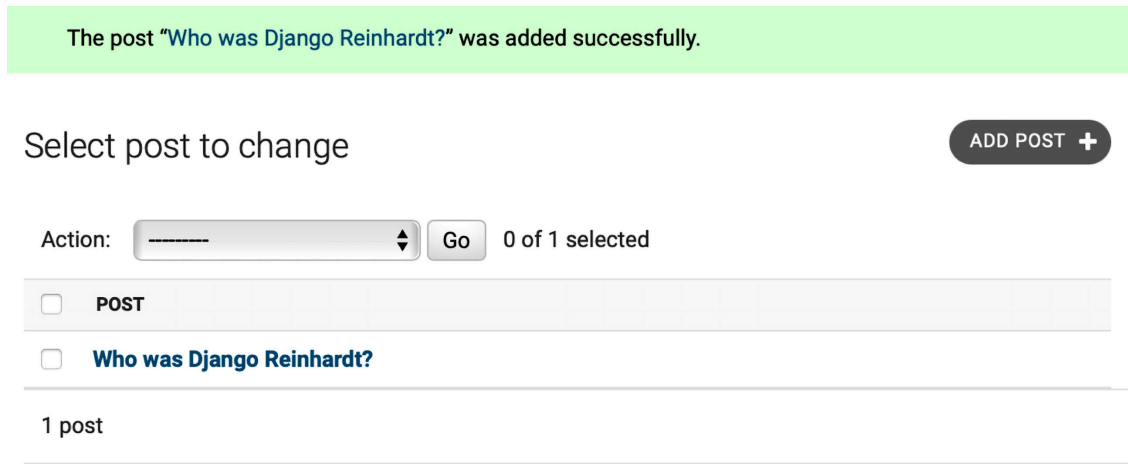 The post “Who was Django Reinhardt?” was added successfully.
Select post to change
ADD POST +
Action: --------- Go 0 of 1 selected
POST
Who was Django Reinhardt?
1 post